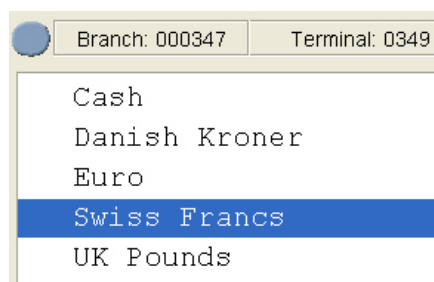 Branch: 000347 Terminal: 0349
Cash
Danish Kroner
Euro
Swiss Francs
UK Pounds